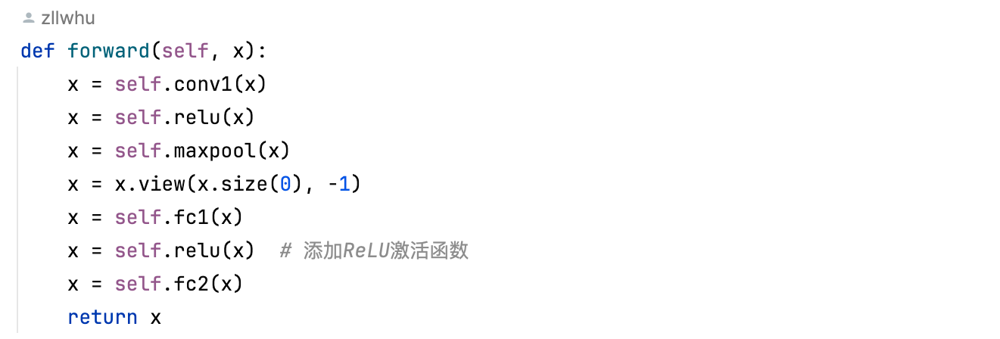 zllwhu
def forward(self, x):
    x = self.conv1(x)
    x = self.relu(x)
    x = self.maxpool(x)
    x = x.view(x.size(0), -1)
    x = self.fc1(x)
    x = self.relu(x)  # 添加ReLU激活函数
    x = self.fc2(x)
    return x